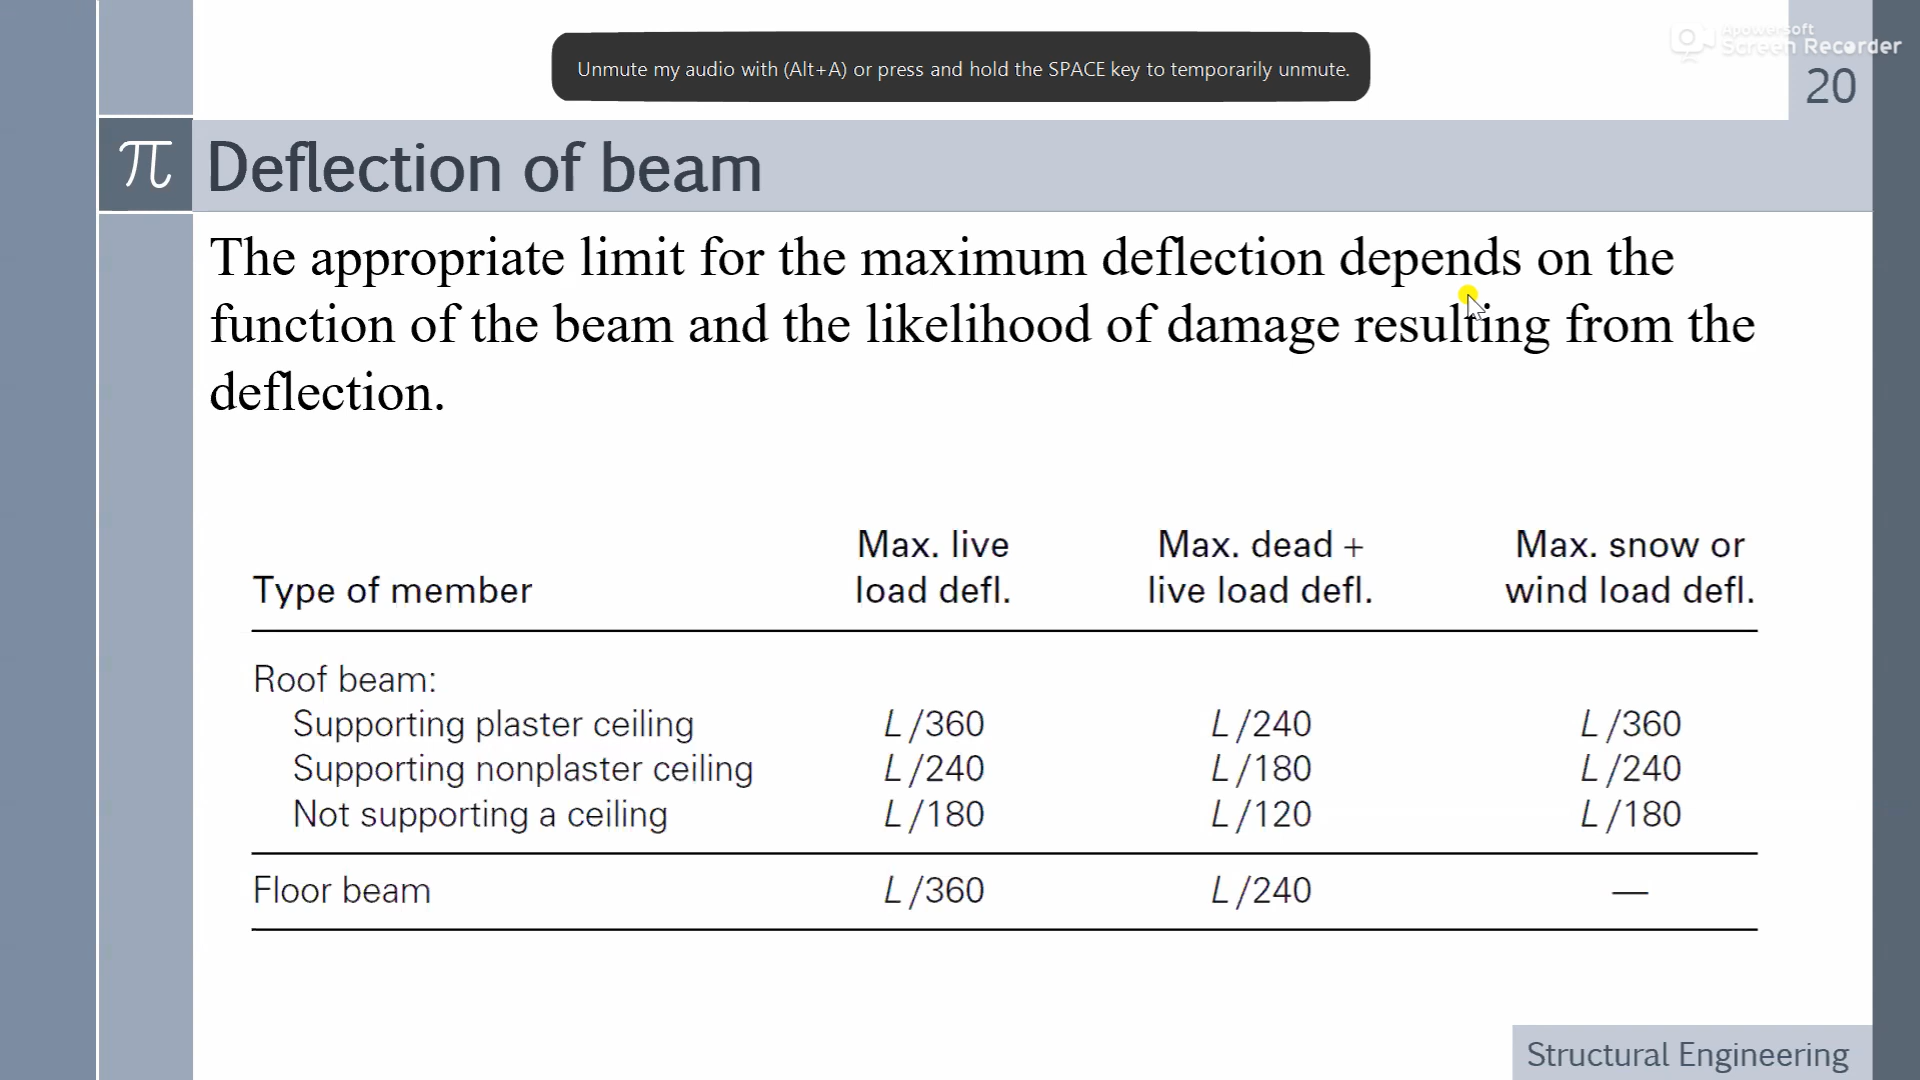 Apowersoft
Screen Recorder
Unmute my audio with (Alt+A) or press and hold the SPACE key to temporarily unmute.
20
π Deflection of beam
The appropriate limit for the maximum deflection depends on the
function of the beam and the likelihood of damage resulting from the
deflection.
Max. live Max. dead + Max. snow or
Type of member load defl. live load defl. wind load defl.
Roof beam:
Supporting plaster ceiling L/360 L/240 L/360
Supporting nonplaster ceiling L/240 L/180 L/240
Not supporting a ceiling L/180 L/120 L/180
Floor beam L/360 L/240 —
Structural Engineering